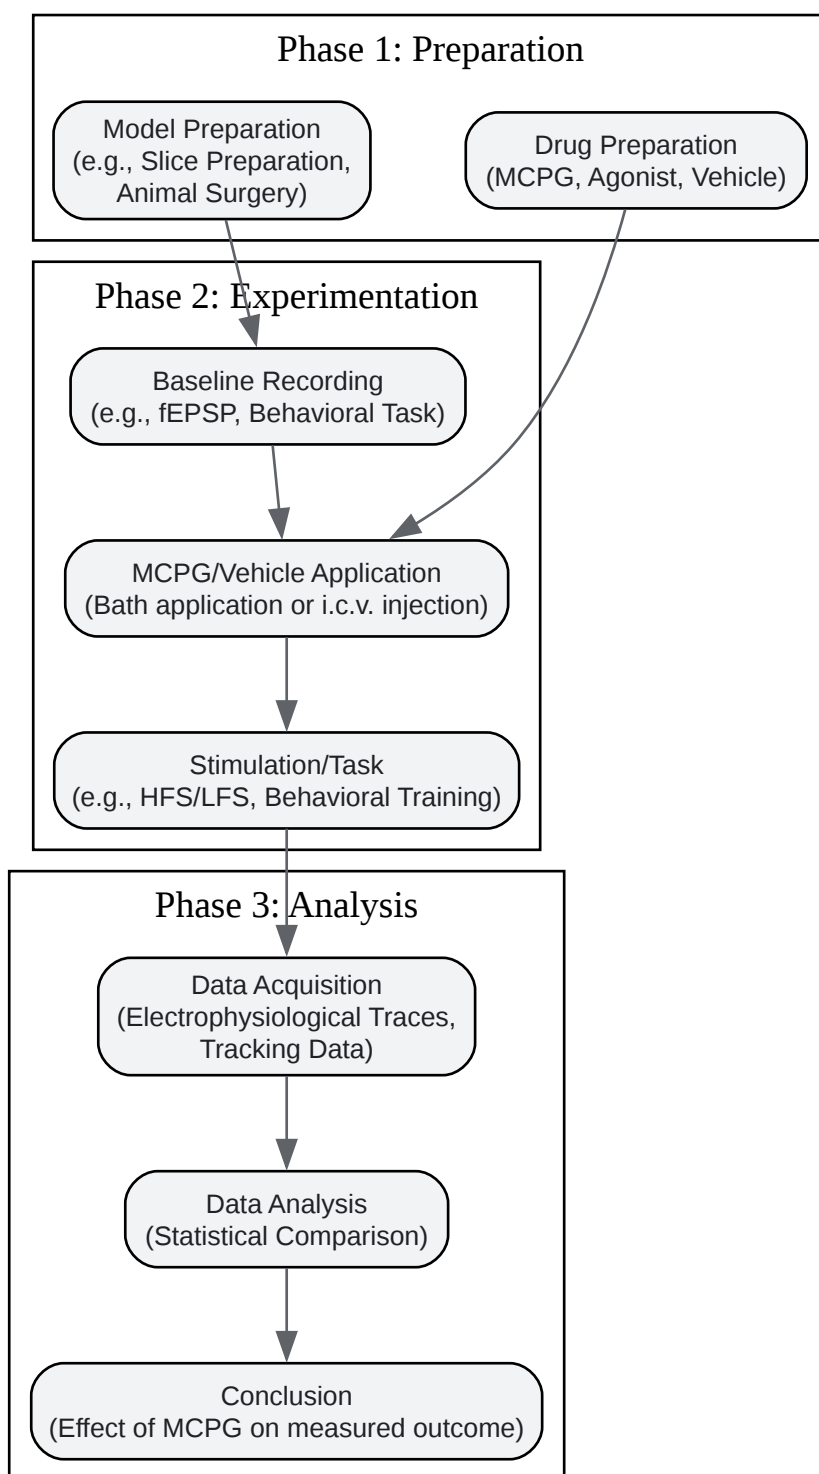 Phase 1: Preparation
Model Preparation
(e.g., Slice Preparation,
Animal Surgery)
Drug Preparation
(MCPG, Agonist, Vehicle)
Phase 2: Experimentation
Baseline Recording
(e.g., fEPSP, Behavioral Task)
MCPG/Vehicle Application
(Bath application or i.c.v. injection)
Stimulation/Task
(e.g., HFS/LFS, Behavioral Training)
Phase 3: Analysis
Data Acquisition
(Electrophysiological Traces,
Tracking Data)
Data Analysis
(Statistical Comparison)
Conclusion
(Effect of MCPG on measured outcome)